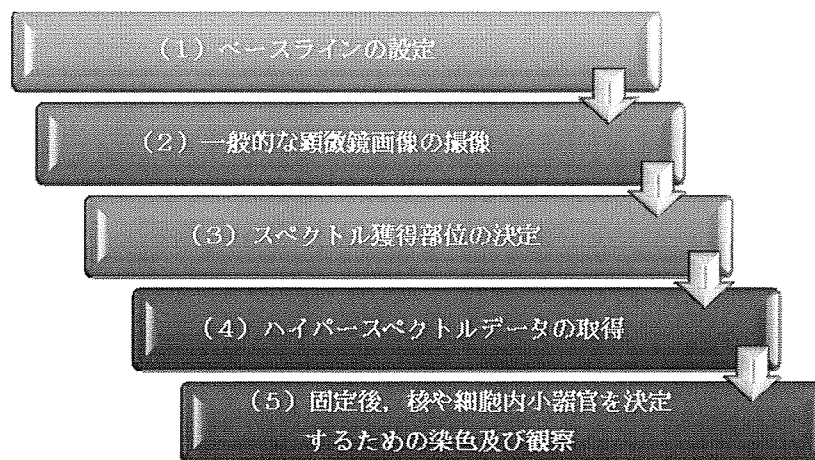 (1)ベースラインの設定
(2)一般的な顕微鏡画像の撮像
(3)スペクトル獲得部位の決定
(4)ハイパースペクトルデータの取得
(5)固定後,核や細胞内小器官を決定
するための染色及び観察